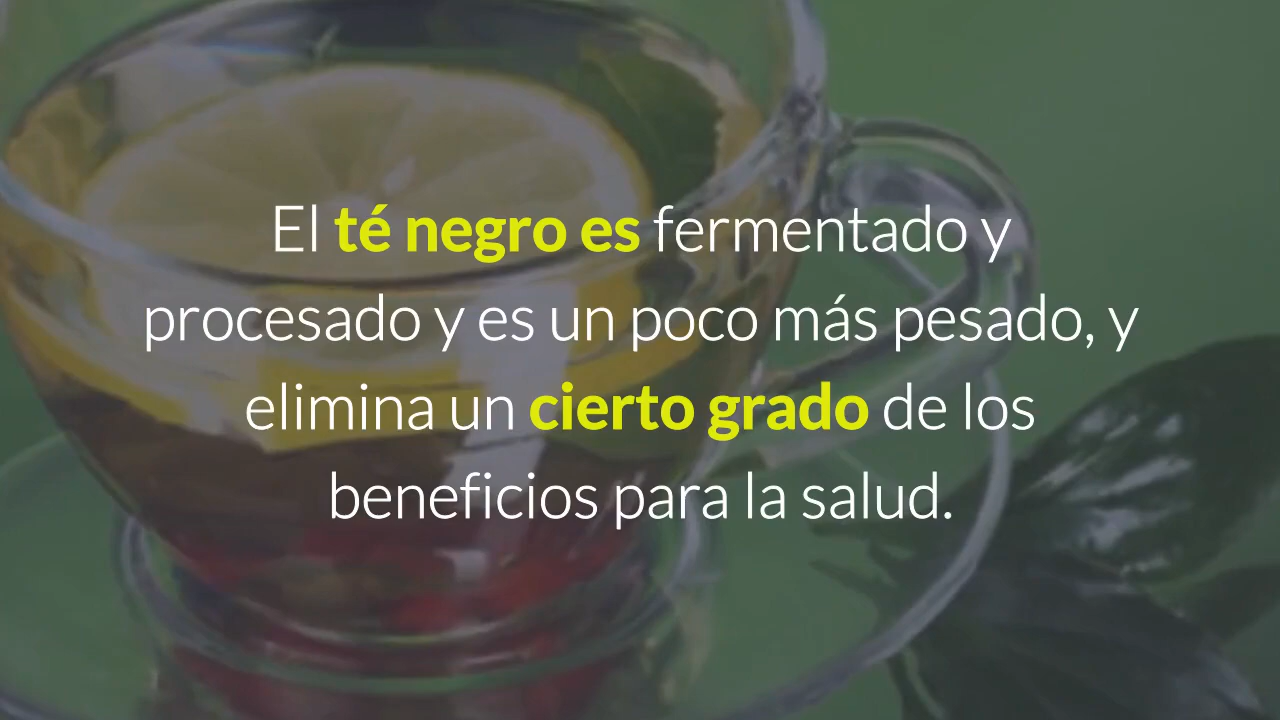 El té negro es fermentado y
procesado y es un poco más pesado, y
elimina un cierto grado de los
beneficios para la salud.